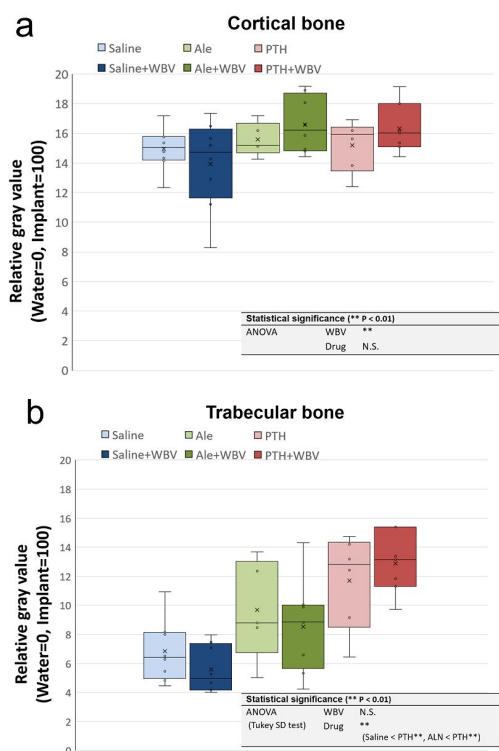 a
Cortical bone
Saline Ale PTH
Saline+WBV Ale+WBV PTH+WBV
Relative gray value
(Water=0, Implant=100)
20
18
16
14
12
10
8
6
4
2
0
Statistical significance (** P < 0.01)
ANOVA WBV **
Drug N.S.
b
Trabecular bone
Saline Ale PTH
Saline+WBV Ale+WBV PTH+WBV
Relative gray value
(Water=0, Implant=100)
20
18
16
14
12
10
8
6
4
2
0
Statistical significance (** P < 0.01)
ANOVA WBV N.S.
(Tukey SD test) Drug **
(Saline < PTH**, ALN < PTH**)